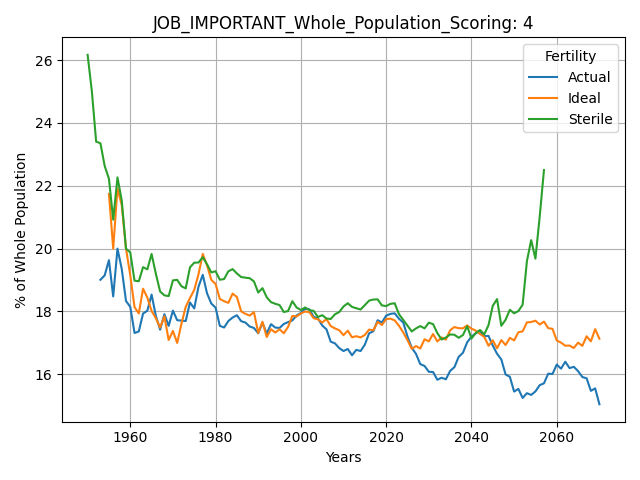 JOB_IMPORTANT_Whole_Population_Scoring: 4
Fertility
Actual
Ideal
Sterile
% of Whole Population
26
24
22
20
18
16
1960
1980
2000
2020
2040
2060
Years